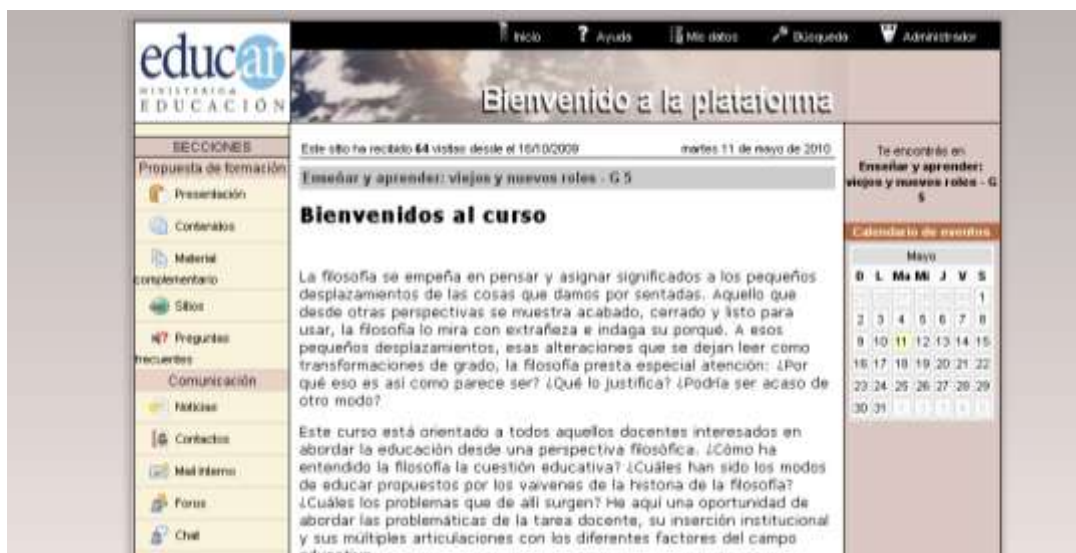 Inicio
Ayuda
Mis datos
Búsqueda
Administrador
educar
MINISTERIO de
EDUCACIÓN
Bienvenido a la plataforma
SECCIONES
Propuesta de formación
Presentación
Contenidos
Material
complementario
Sitios
Preguntas
frecuentes
Comunicación
Noticias
Contactos
Mail interno
Foros
Chat
Este sitio ha recibido 64 visitas desde el 16/10/2009
martes 11 de mayo de 2010
Enseñar y aprender: viejos y nuevos roles - G 5
Bienvenidos al curso
La filosofía se empeña en pensar y asignar significados a los pequeños
desplazamientos de las cosas que damos por sentadas. Aquello que
desde otras perspectivas se muestra acabado, cerrado y listo para
usar, la filosofía lo mira con extrañeza e indaga su porqué. A esos
pequeños desplazamientos, esas alteraciones que se dejan leer como
transformaciones de grado, la filosofía presta especial atención: ¿Por
qué eso es así como parece ser? ¿Qué lo justifica? ¿Podría ser acaso de
otro modo?
Este curso está orientado a todos aquellos docentes interesados en
abordar la educación desde una perspectiva filosófica. ¿Cómo ha
entendido la filosofía la cuestión educativa? ¿Cuáles han sido los modos
de educar propuestos por los vaivenes de la historia de la filosofía?
¿Cuáles los problemas que de allí surgen? He aquí una oportunidad de
abordar las problemáticas de la tarea docente, su inserción institucional
y sus múltiples articulaciones con los diferentes factores del campo
Te encontrás en
Enseñar y aprender:
viejos y nuevos roles - G
5
Calendario de eventos
Mayo
D L Ma Mi J V S
1
2 3 4 5 6 7 8
9 10 11 12 13 14 15
16 17 18 19 20 21 22
23 24 25 26 27 28 29
30 31